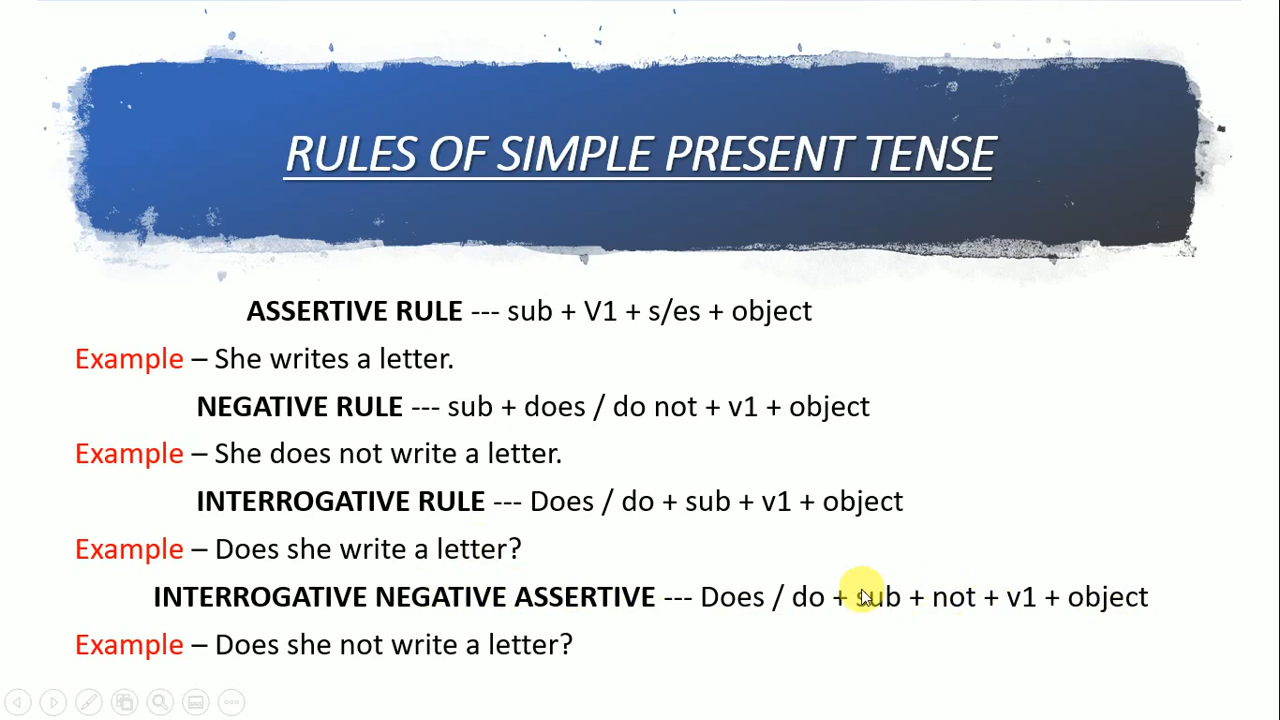 RULES OF SIMPLE PRESENT TENSE
ASSERTIVE RULE --- sub + V1 + s/es + object
Example – She writes a letter.
NEGATIVE RULE --- sub + does / do not + v1 + object
Example – She does not write a letter.
INTERROGATIVE RULE --- Does / do + sub + v1 + object
Example – Does she write a letter?
INTERROGATIVE NEGATIVE ASSERTIVE --- Does / do + sub + not + v1 + object
Example – Does she not write a letter?